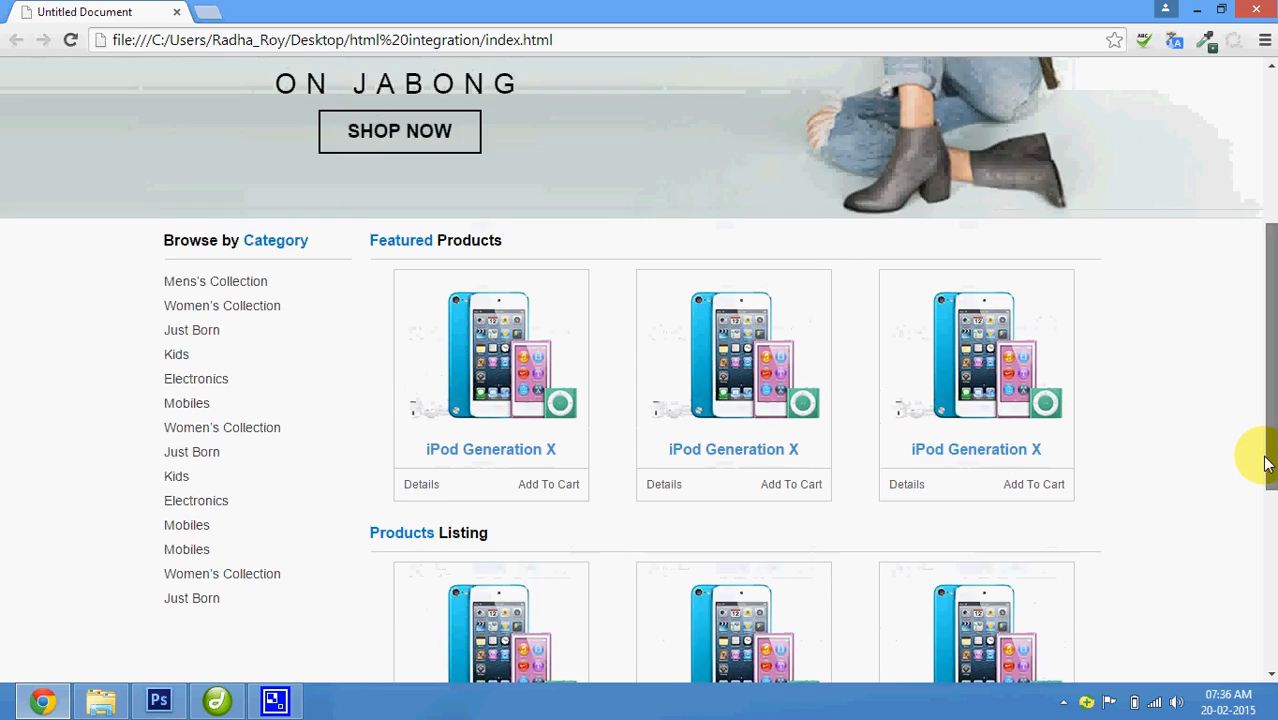 Untitled Document
file:///C:/Users/Radha_Roy/Desktop/html%20integration/index.html
ABC
ON JABONG
SHOP NOW
Browse by Category
Mens's Collection
Women's Collection
Just Born
Kids
Electronics
Mobiles
Women's Collection
Just Born
Kids
Electronics
Mobiles
Mobiles
Women's Collection
Just Born
Featured Products
iPod Generation X
Details Add To Cart
iPod Generation X
Details Add To Cart
iPod Generation X
Details Add To Cart
Products Listing
Ps
07:36 AM
20-02-2015